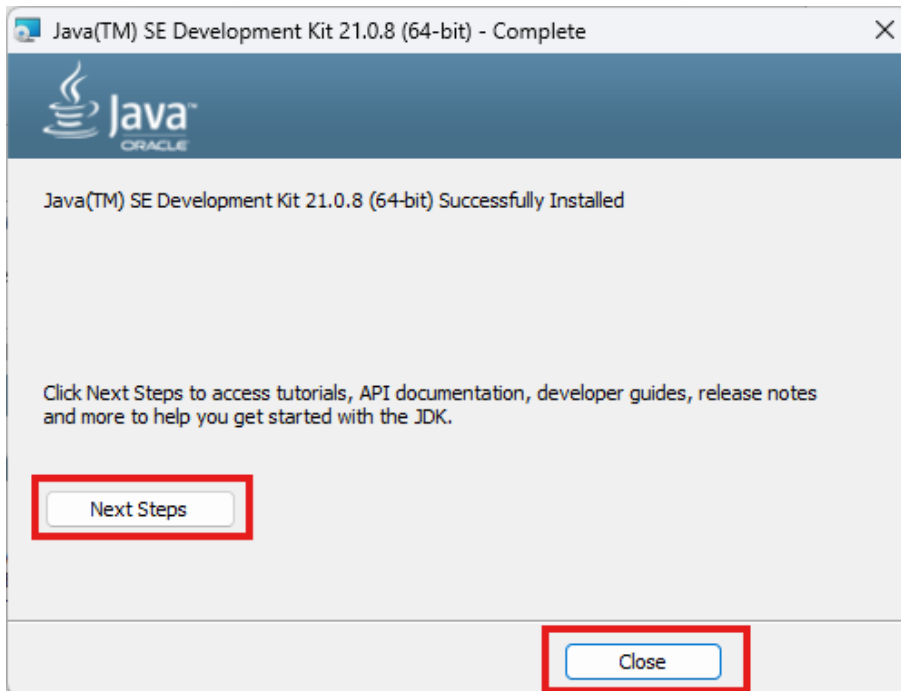 Java(TM) SE Development Kit 21.0.8 (64-bit) - Complete
Java™
ORACLE
Java(TM) SE Development Kit 21.0.8 (64-bit) Successfully Installed
Click Next Steps to access tutorials, API documentation, developer guides, release notes
and more to help you get started with the JDK.
Next Steps
Close